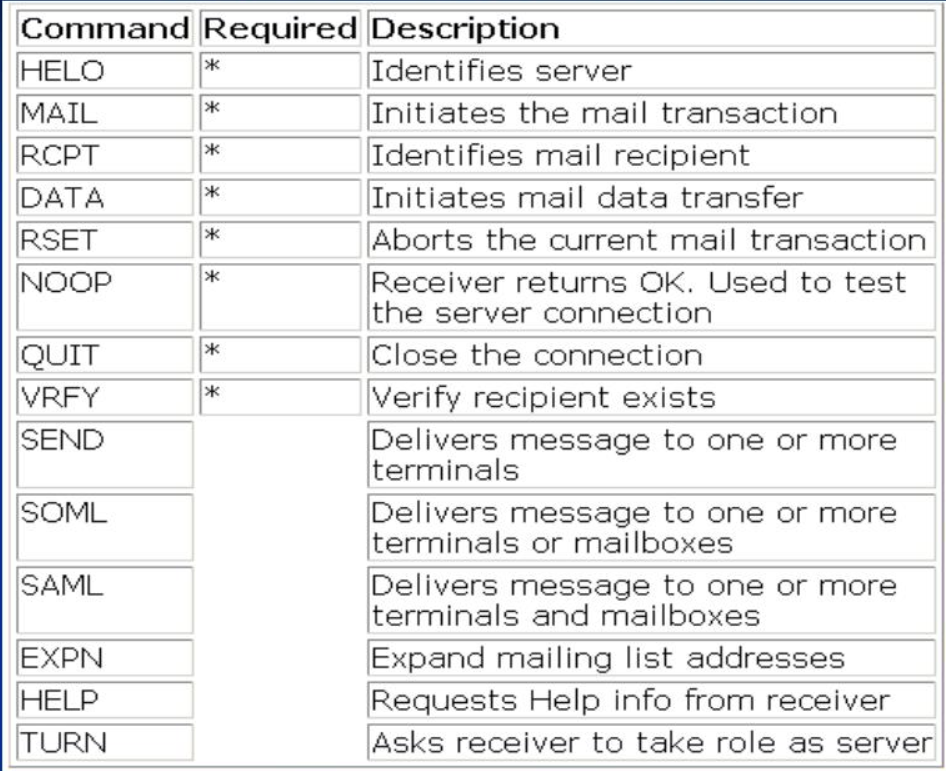 Command Required Description
HELO * Identifies server
MAIL * Initiates the mail transaction
RCPT * Identifies mail recipient
DATA * Initiates mail data transfer
RSET * Aborts the current mail transaction
NOOP * Receiver returns OK. Used to test
the server connection
QUIT * Close the connection
VRFY * Verify recipient exists
SEND Delivers message to one or more
terminals
SOML Delivers message to one or more
terminals or mailboxes
SAML Delivers message to one or more
terminals and mailboxes
EXPN Expand mailing list addresses
HELP Requests Help info from receiver
TURN Asks receiver to take role as server